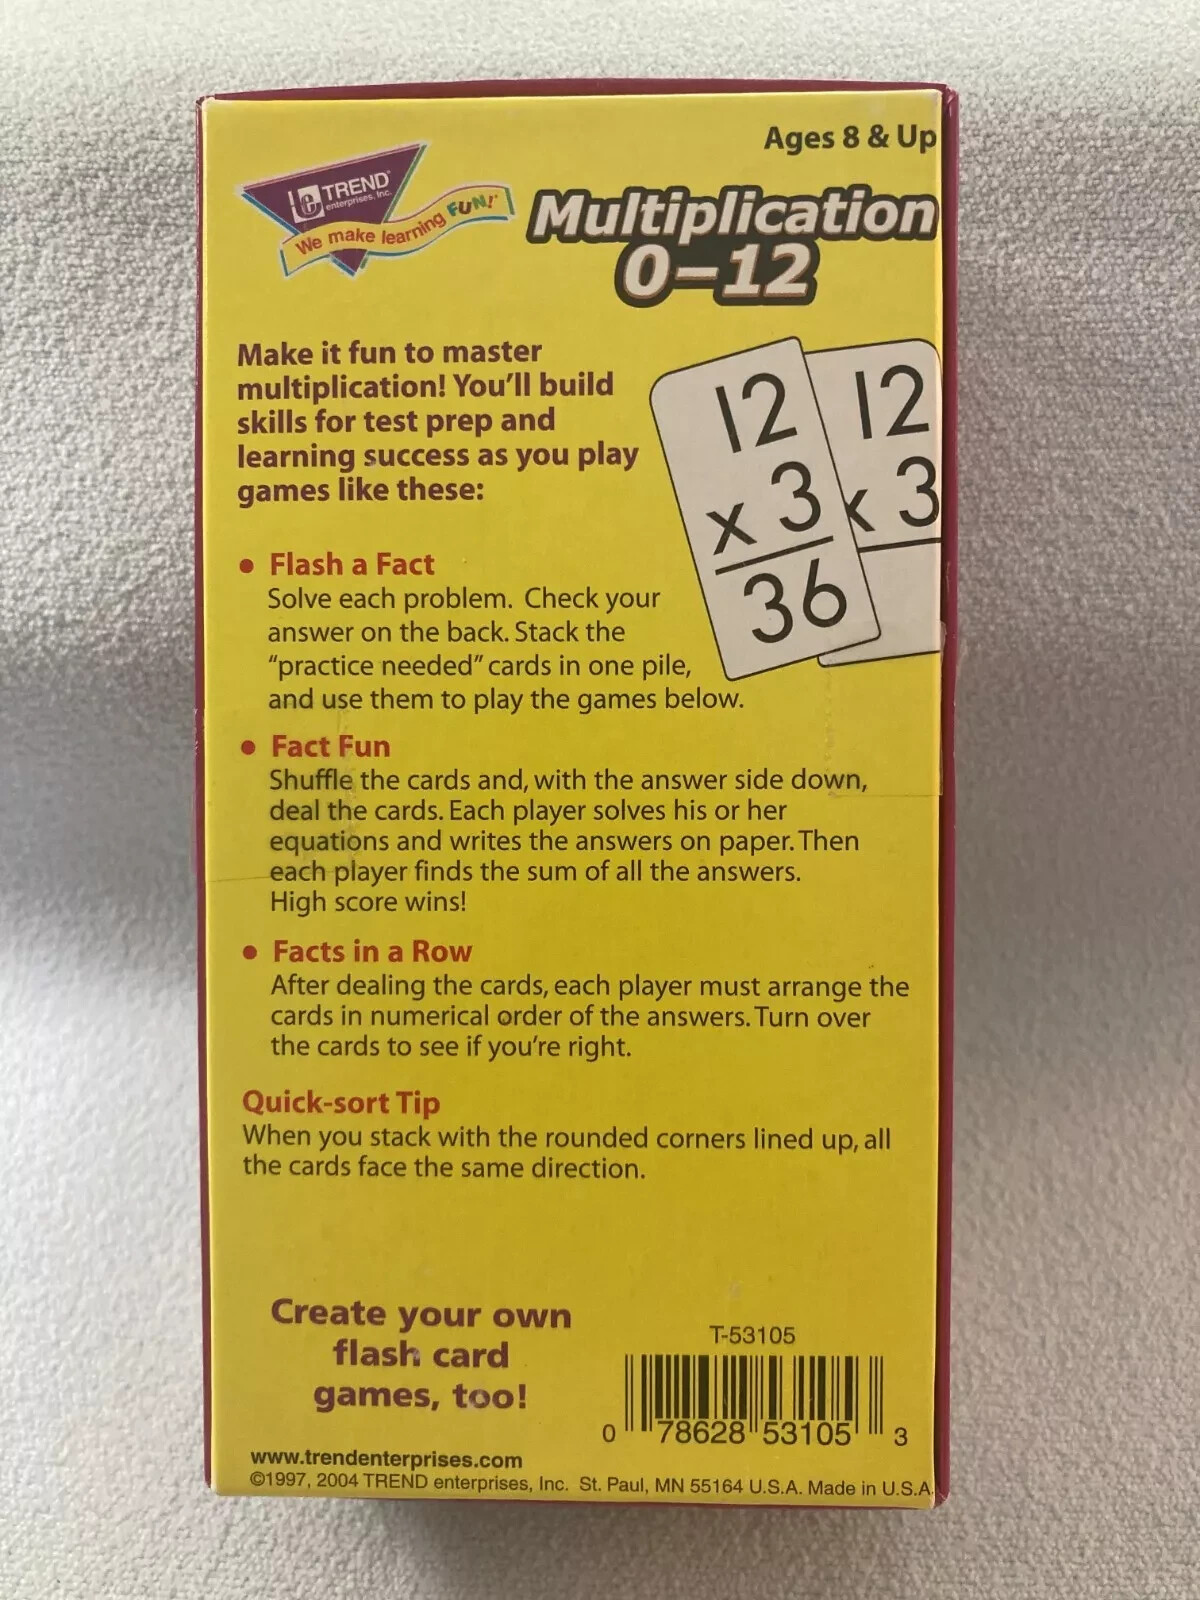 Ages 8 & Up
TREND
enterprises, Inc.
We make learning FUN!
Multiplication
0–12
Make it fun to master
multiplication! You'll build
skills for test prep and
learning success as you play
games like these:
12
x 3
36
12
x 3
• Flash a Fact
Solve each problem. Check your
answer on the back. Stack the
“practice needed” cards in one pile,
and use them to play the games below.
• Fact Fun
Shuffle the cards and, with the answer side down,
deal the cards. Each player solves his or her
equations and writes the answers on paper. Then
each player finds the sum of all the answers.
High score wins!
• Facts in a Row
After dealing the cards, each player must arrange the
cards in numerical order of the answers. Turn over
the cards to see if you're right.
Quick-sort Tip
When you stack with the rounded corners lined up, all
the cards face the same direction.
Create your own
flash card
games, too!
T-53105
0 78628 53105 3
www.trendenterprises.com
©1997, 2004 TREND enterprises, Inc. St. Paul, MN 55164 U.S.A. Made in U.S.A.